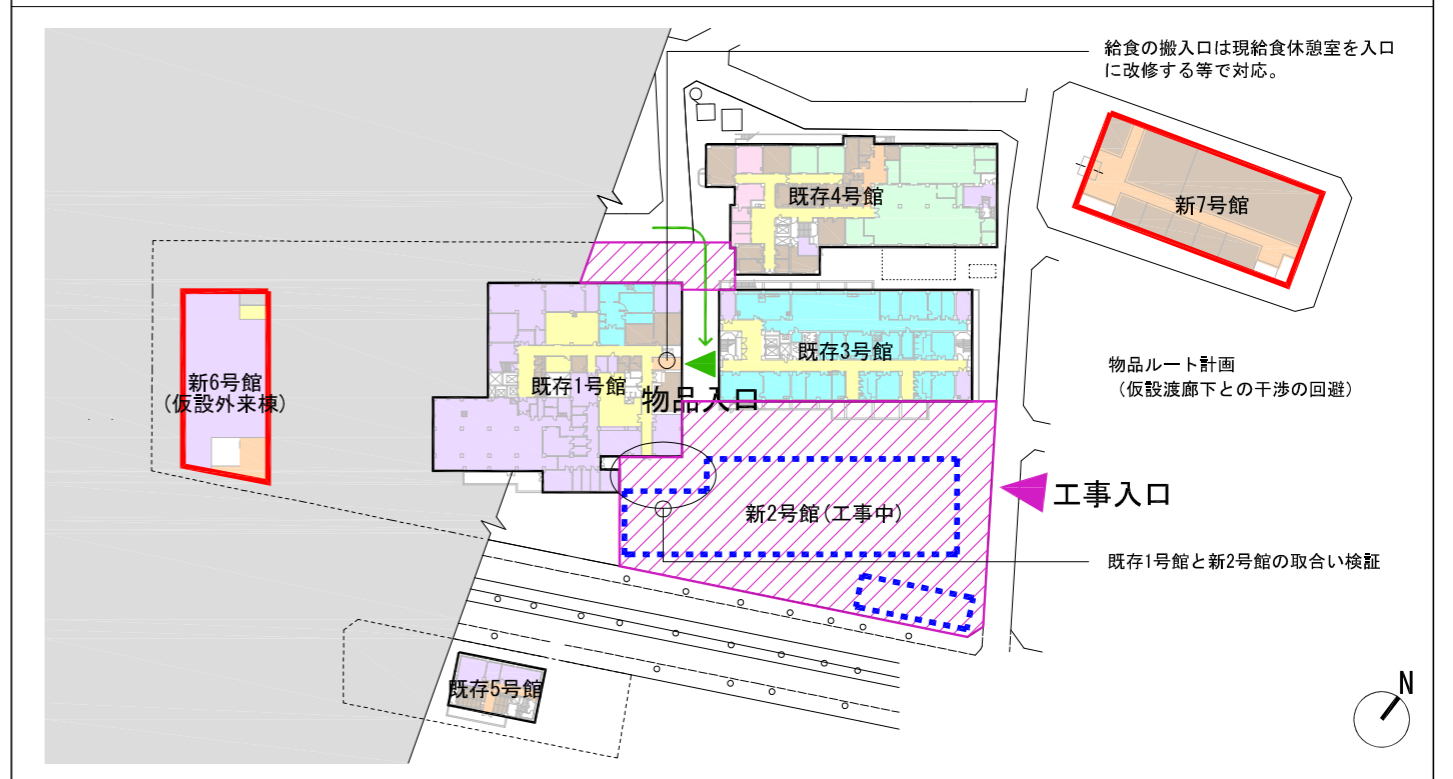 給食の搬入口は現給食休憩室を入口
に改修する等で対応。
既存4号館
新7号館
既存3号館
物品ルート計画
(仮設渡廊下との干渉の回避)
新6号館
(仮設外来棟)
既存1号館
物品入口
工事入口
新2号館(工事中)
既存1号館と新2号館の取合い検証
既存5号館
N